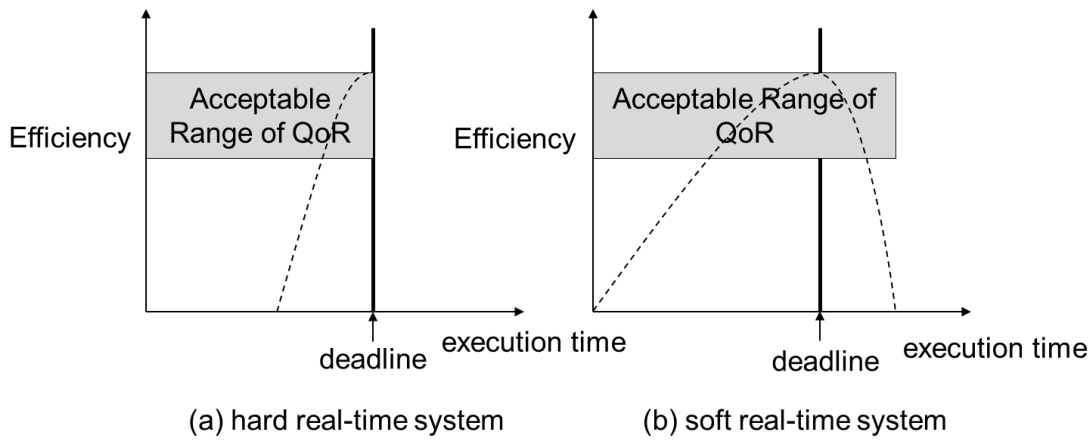 Efficiency
Acceptable
Range of QoR
deadline
execution time
(a) hard real-time system
Efficiency
Acceptable Range of
QoR
deadline
execution time
(b) soft real-time system